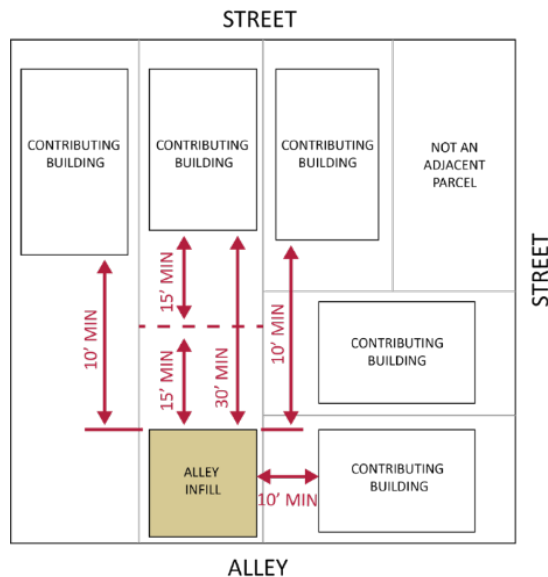 STREET
CONTRIBUTING
BUILDING
CONTRIBUTING
BUILDING
CONTRIBUTING
BUILDING
NOT AN
ADJACENT
PARCEL
STREET
15' MIN
10' MIN
15' MIN
30' MIN
10' MIN
CONTRIBUTING
BUILDING
ALLEY
INFILL
10' MIN
CONTRIBUTING
BUILDING
ALLEY